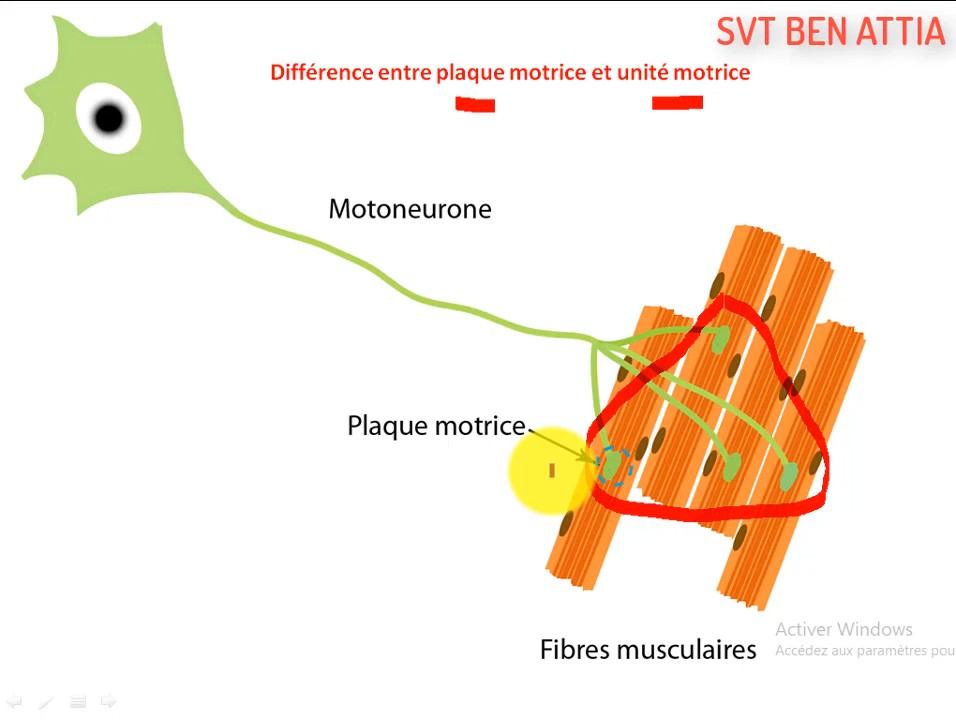 SVT BEN ATTIA
Différence entre plaque motrice et unité motrice
Motoneurone
Plaque motrice
Fibres musculaires
Activer Windows
Accédez aux paramètres pou